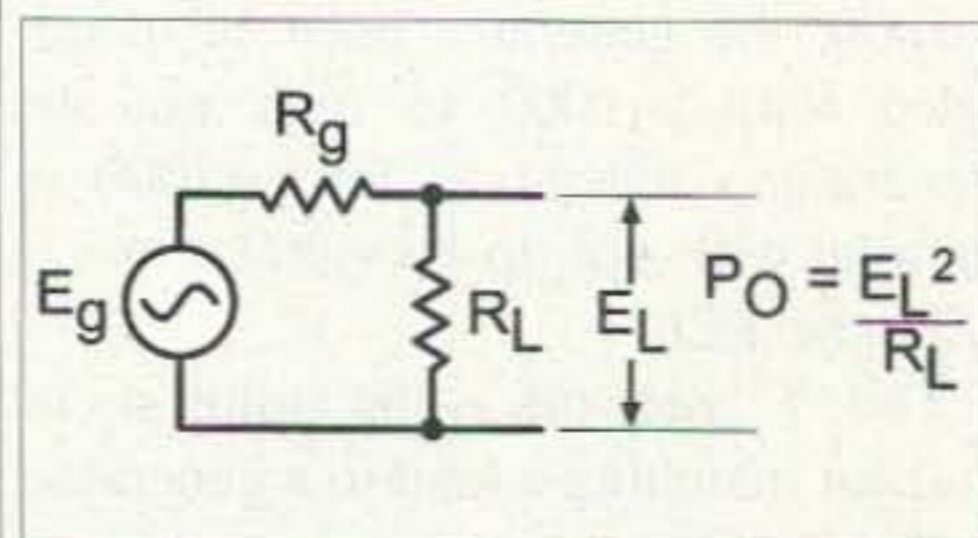 Rg
Eg
RL
EL
PO = EL²
RL